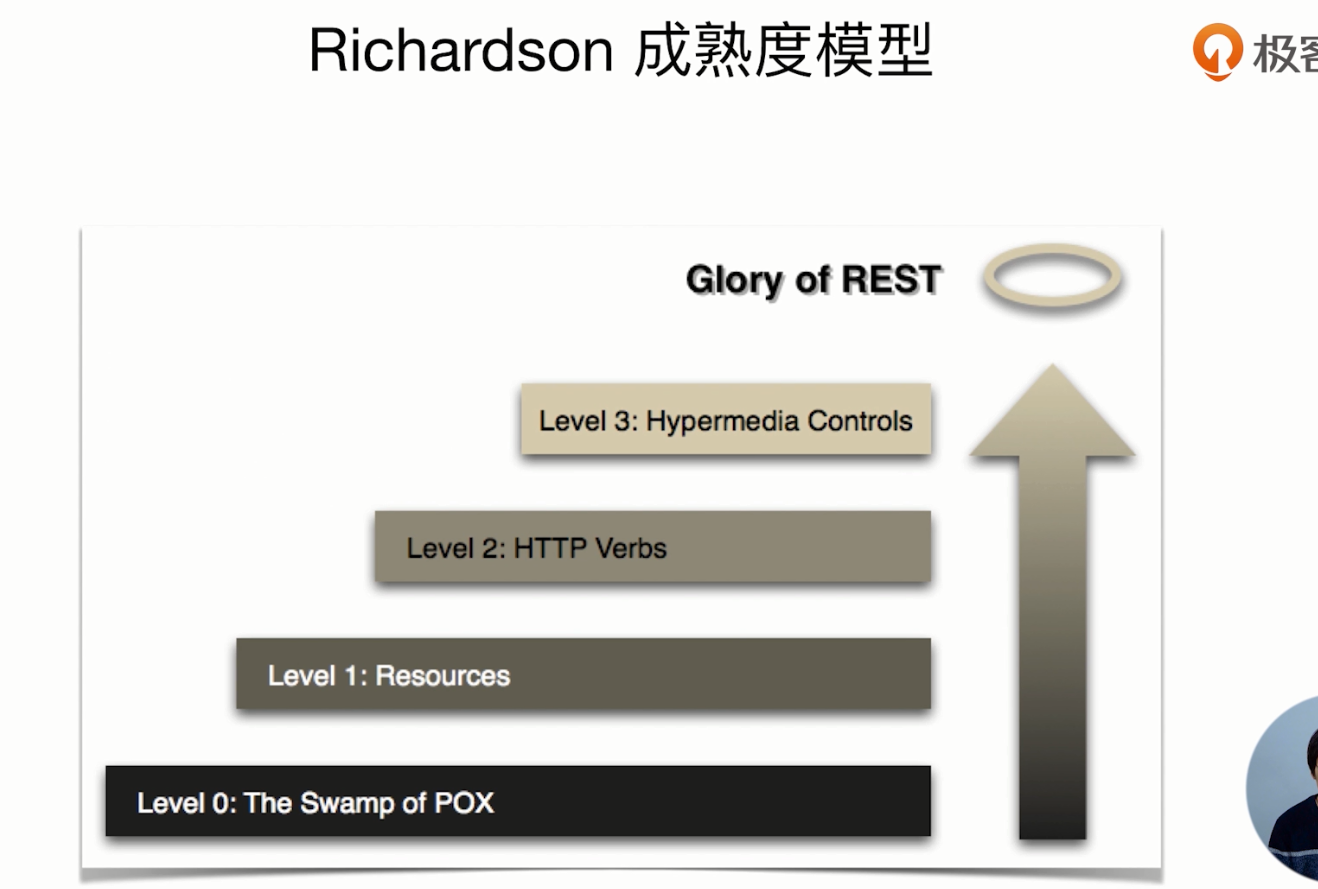 Richardson 成熟度模型
极客
Glory of REST
Level 3: Hypermedia Controls
Level 2: HTTP Verbs
Level 1: Resources
Level 0: The Swamp of POX